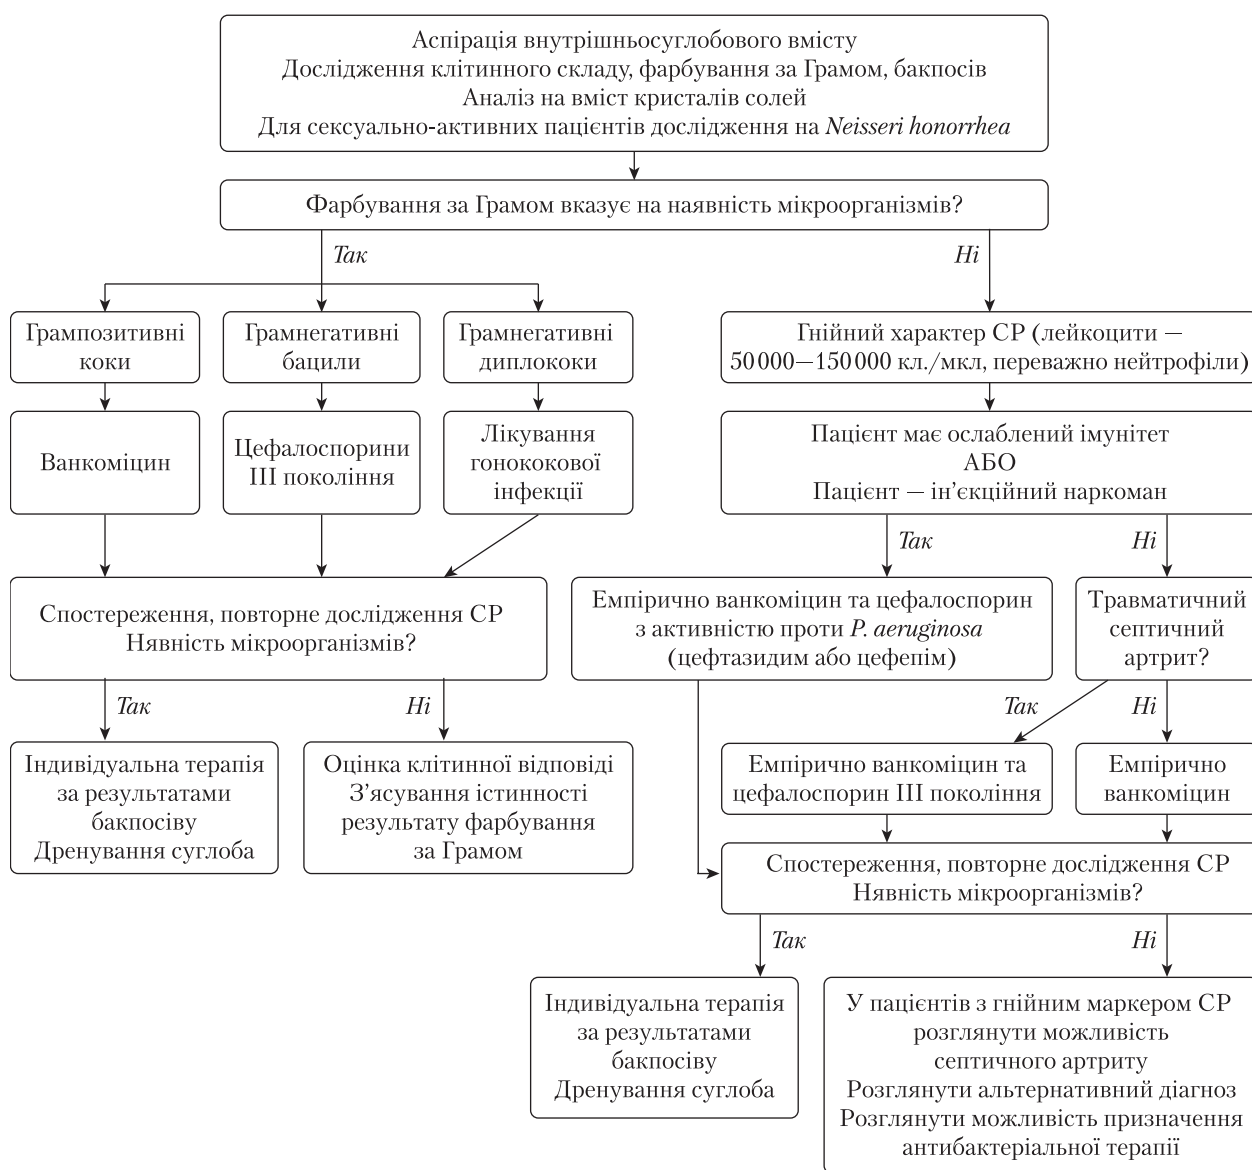 Аспірація внутрішньосуглобового вмісту
Дослідження клітинного складу, фарбування за Грамом, бакпосів
Аналіз на вміст кристалів солей
Для сексуально-активних пацієнтів дослідження на Neisseri honorrhea
Фарбування за Грамом вказує на наявність мікроорганізмів?
Так
Ні
Грампозитивні
коки
Грамнегативні
бацили
Грамнегативні
диплококи
Гнійний характер СР (лейкоцити —
50 000—150 000 кл./мкл, переважно нейтрофіли)
Ванкоміцин
Цефалоспорини
ІІІ покоління
Лікування
гонококової
інфекції
Пацієнт має ослаблений імунітет
АБО
Пацієнт — ін’єкційний наркоман
Так
Ні
Спостереження, повторне дослідження СР
Нявність мікроорганізмів?
Емпірично ванкоміцин та цефалоспорин
з активністю проти P. aeruginosa
(цефтазидим або цефепім)
Травматичний
септичний
артрит?
Так
Ні
Так
Ні
Індивідуальна терапія
за результатами
бакпосіву
Дренування суглоба
Оцінка клітинної відповіді
З’ясування істинності
результату фарбування
за Грамом
Емпірично ванкоміцин та
цефалоспорин ІІІ покоління
Емпірично
ванкоміцин
Спостереження, повторне дослідження СР
Нявність мікроорганізмів?
Так
Ні
Індивідуальна терапія
за результатами
бакпосіву
Дренування суглоба
У пацієнтів з гнійним маркером СР
розглянути можливість
септичного артриту
Розглянути альтернативний діагноз
Розглянути можливість призначення
антибактеріальної терапії